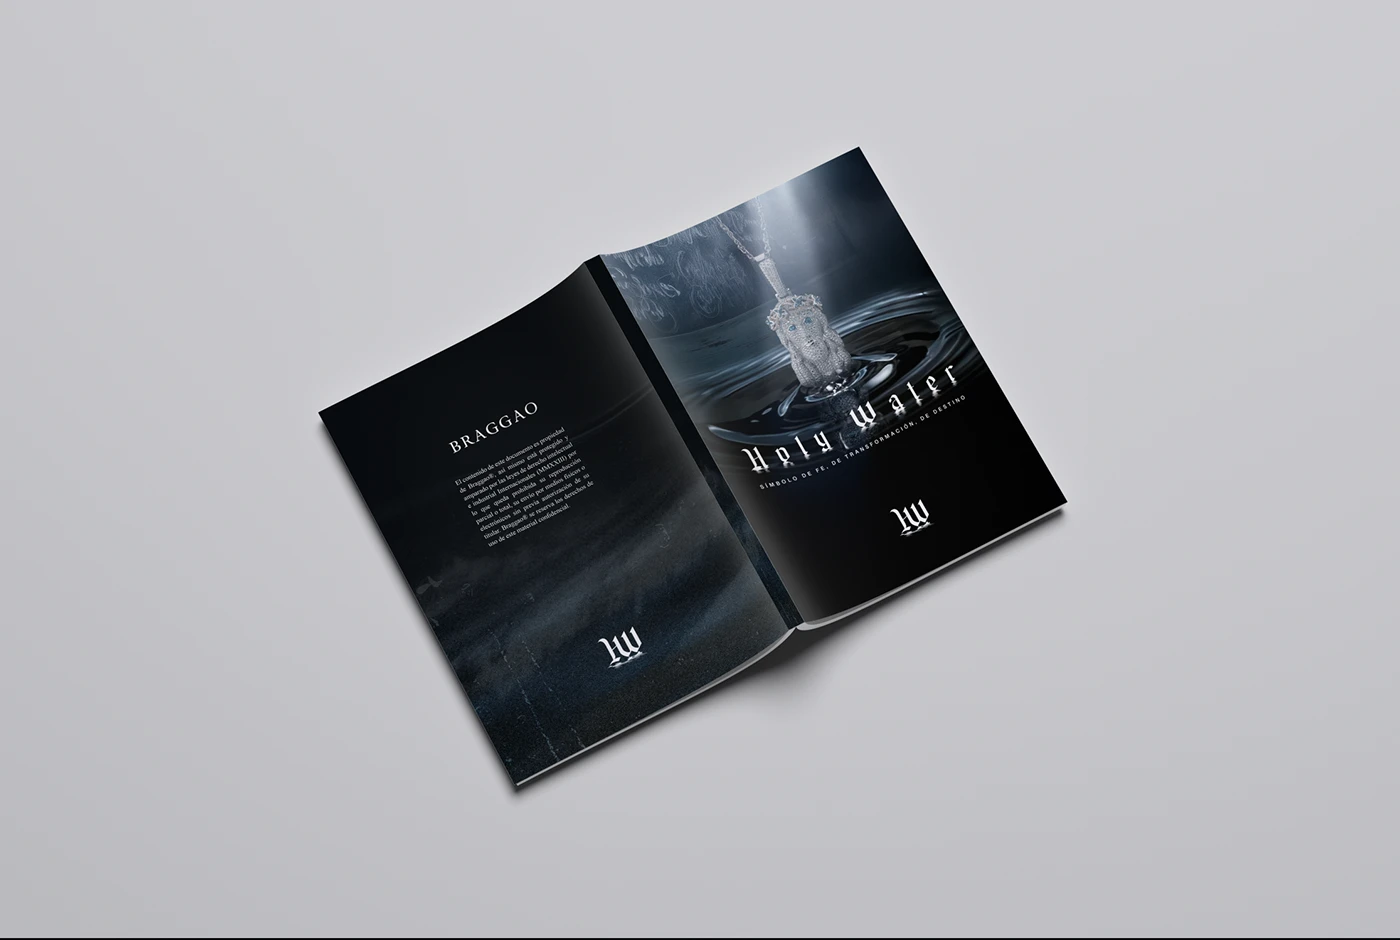 BRAGGAO
El contenido de este documento es propiedad
de Braggao®, así mismo está protegido y
amparado por las leyes de derecho intelectual
e industrial Internacionales (MMXXIII) por
lo que queda prohibida su reproducción
parcial o total, su envío por medios físicos o
electrónicos sin previa autorización de su
titular. Braggao® se reserva los derechos de
uso de este material confidencial.
HW
Holy Water
SÍMBOLO DE FE, DE TRANSFORMACIÓN, DE DESTINO
HW